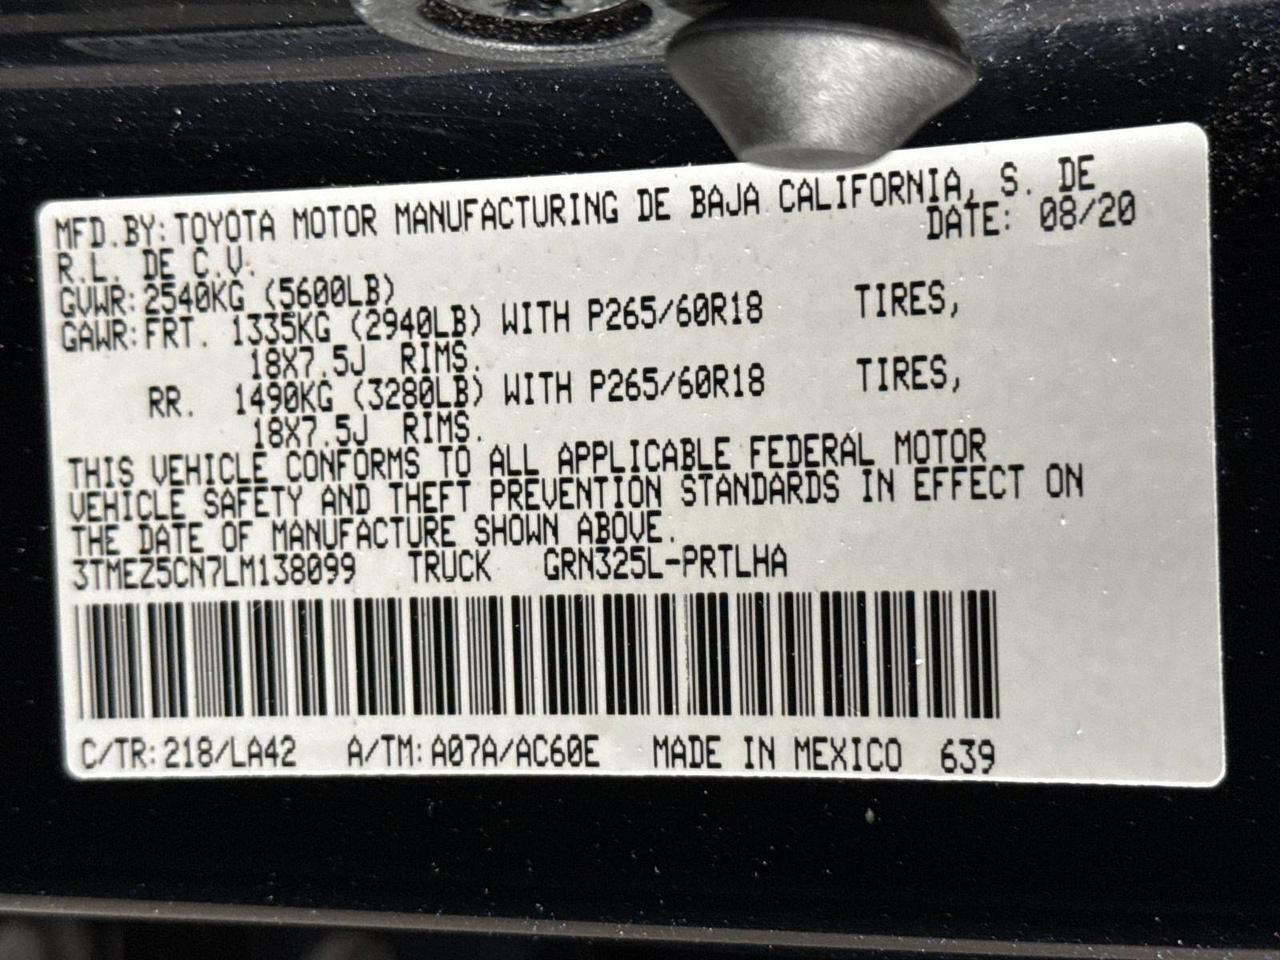 MFD.BY: TOYOTA MOTOR MANUFACTURING DE BAJA CALIFORNIA, S. DE
R.L. DE C.V. DATE: 08/20
GVWR: 2540KG (5600LB)
GAWR: FRT. 1335KG (2940LB) WITH P265/60R18 TIRES,
18X7.5J RIMS.
RR. 1490KG (3280LB) WITH P265/60R18 TIRES,
18X7.5J RIMS.
THIS VEHICLE CONFORMS TO ALL APPLICABLE FEDERAL MOTOR
VEHICLE SAFETY AND THEFT PREVENTION STANDARDS IN EFFECT ON
THE DATE OF MANUFACTURE SHOWN ABOVE.
3TMEZ5CN7LM138099 TRUCK GRN325L-PRTLHA
C/TR: 218/LA42 A/TM: A07A/AC60E MADE IN MEXICO 639